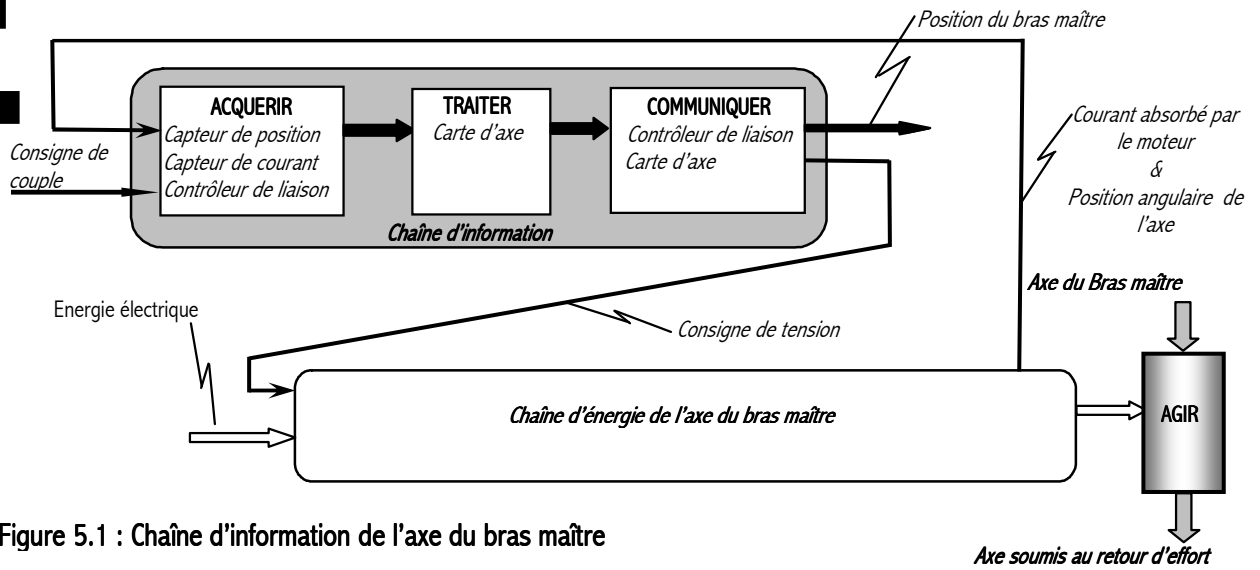 Position du bras maître
ACQUERIR
Capteur de position
Capteur de courant
Contrôleur de liaison
TRAITER
Carte d'axe
COMMUNIQUER
Contrôleur de liaison
Carte d'axe
Consigne de
couple
Chaîne d'information
Courant absorbé par
le moteur
&
Position angulaire de
l'axe
Axe du Bras maître
Energie électrique
Consigne de tension
Chaîne d'énergie de l'axe du bras maître
AGIR
Figure 5.1 : Chaîne d'information de l'axe du bras maître
Axe soumis au retour d'effort